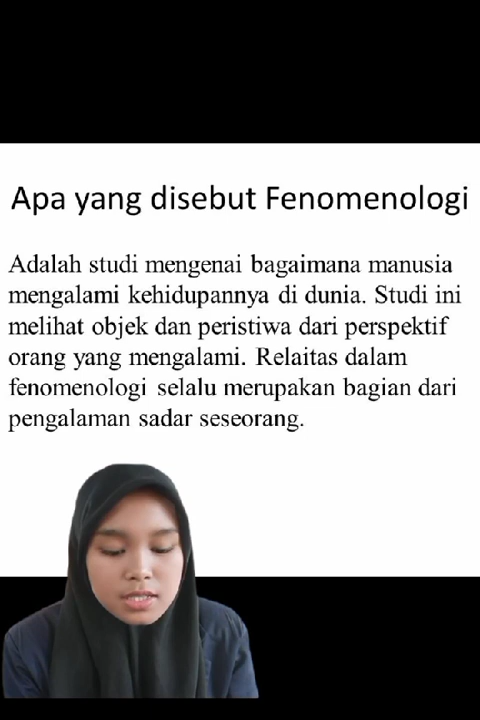 Apa yang disebut Fenomenologi
Adalah studi mengenai bagaimana manusia
mengalami kehidupannya di dunia. Studi ini
melihat objek dan peristiwa dari perspektif
orang yang mengalami. Relaitas dalam
fenomenologi selalu merupakan bagian dari
pengalaman sadar seseorang.